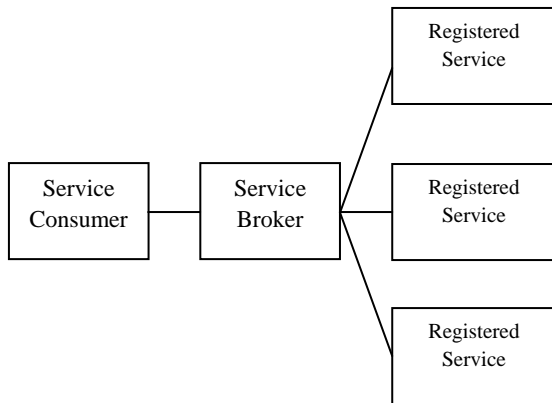 Registered
Service
Service
Consumer
Service
Broker
Registered
Service
Registered
Service